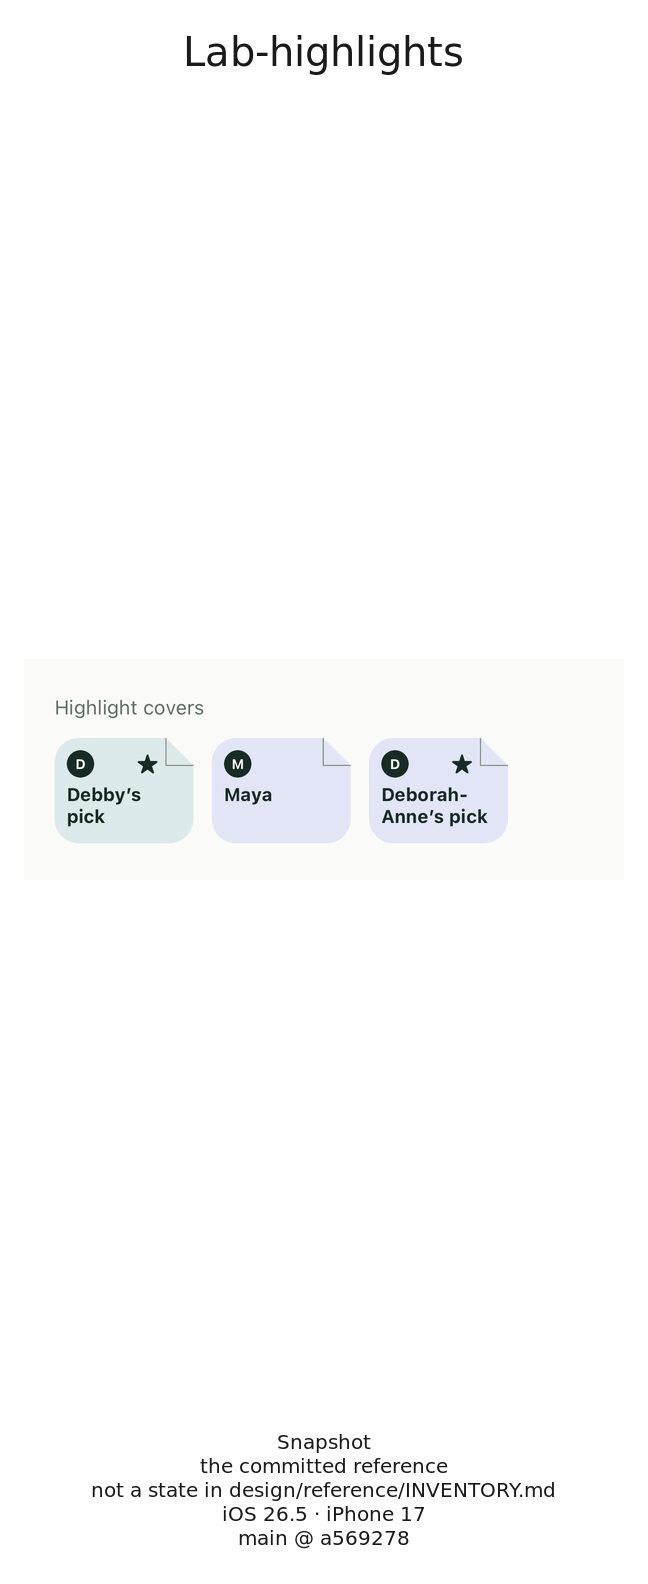 Lab-highlights
Highlight covers
D
Debby’s
pick
M
Maya
D
Deborah-
Anne’s pick
Snapshot
the committed reference
not a state in design/reference/INVENTORY.md
iOS 26.5 · iPhone 17
main @ a569278